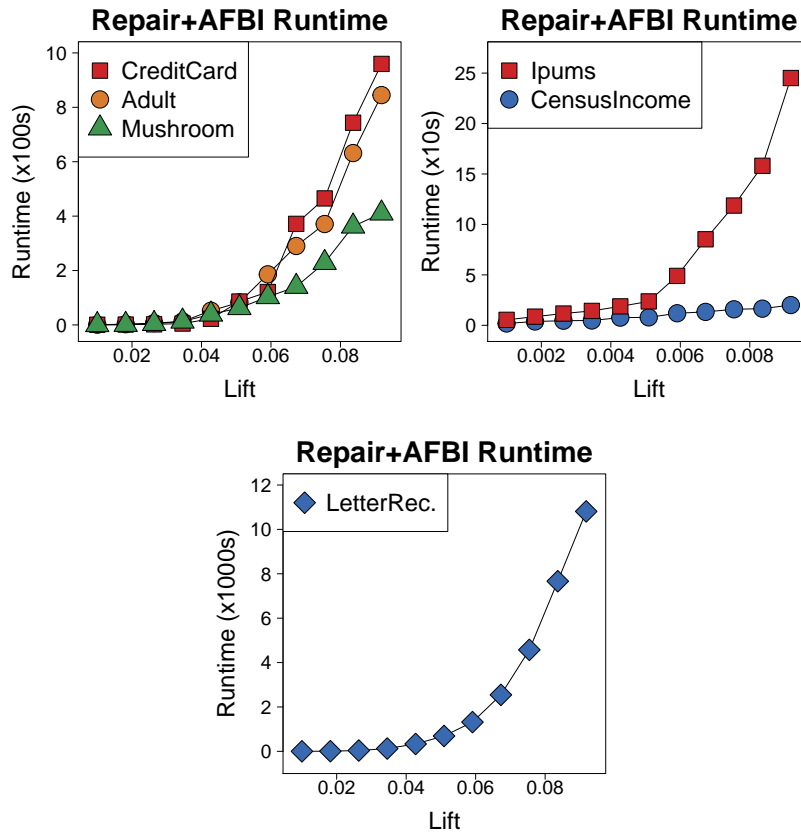 Repair+AFBI Runtime
CreditCard
Adult
Mushroom
Runtime (x100s)
10
8
6
4
2
0
0.02 0.04 0.06 0.08
Lift
Repair+AFBI Runtime
Ipums
CensusIncome
Runtime (x10s)
25
20
15
10
5
0
0.002 0.004 0.006 0.008
Lift
Repair+AFBI Runtime
LetterRec.
Runtime (x1000s)
12
10
8
6
4
2
0
0.02 0.04 0.06 0.08
Lift